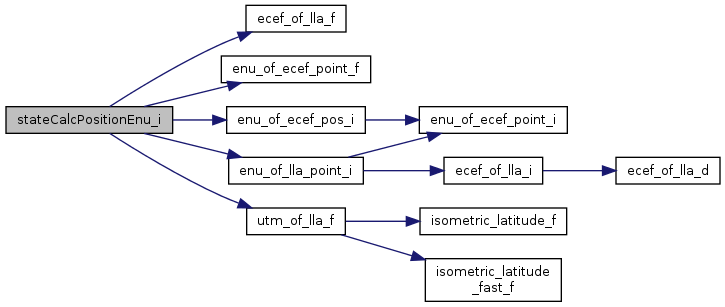 ecef_of_lla_f
enu_of_ecef_point_f
stateCalcPositionEnu_i
enu_of_ecef_pos_i
enu_of_ecef_point_i
enu_of_lla_point_i
ecef_of_lla_i
ecef_of_lla_d
utm_of_lla_f
isometric_latitude_f
isometric_latitude
_fast_f